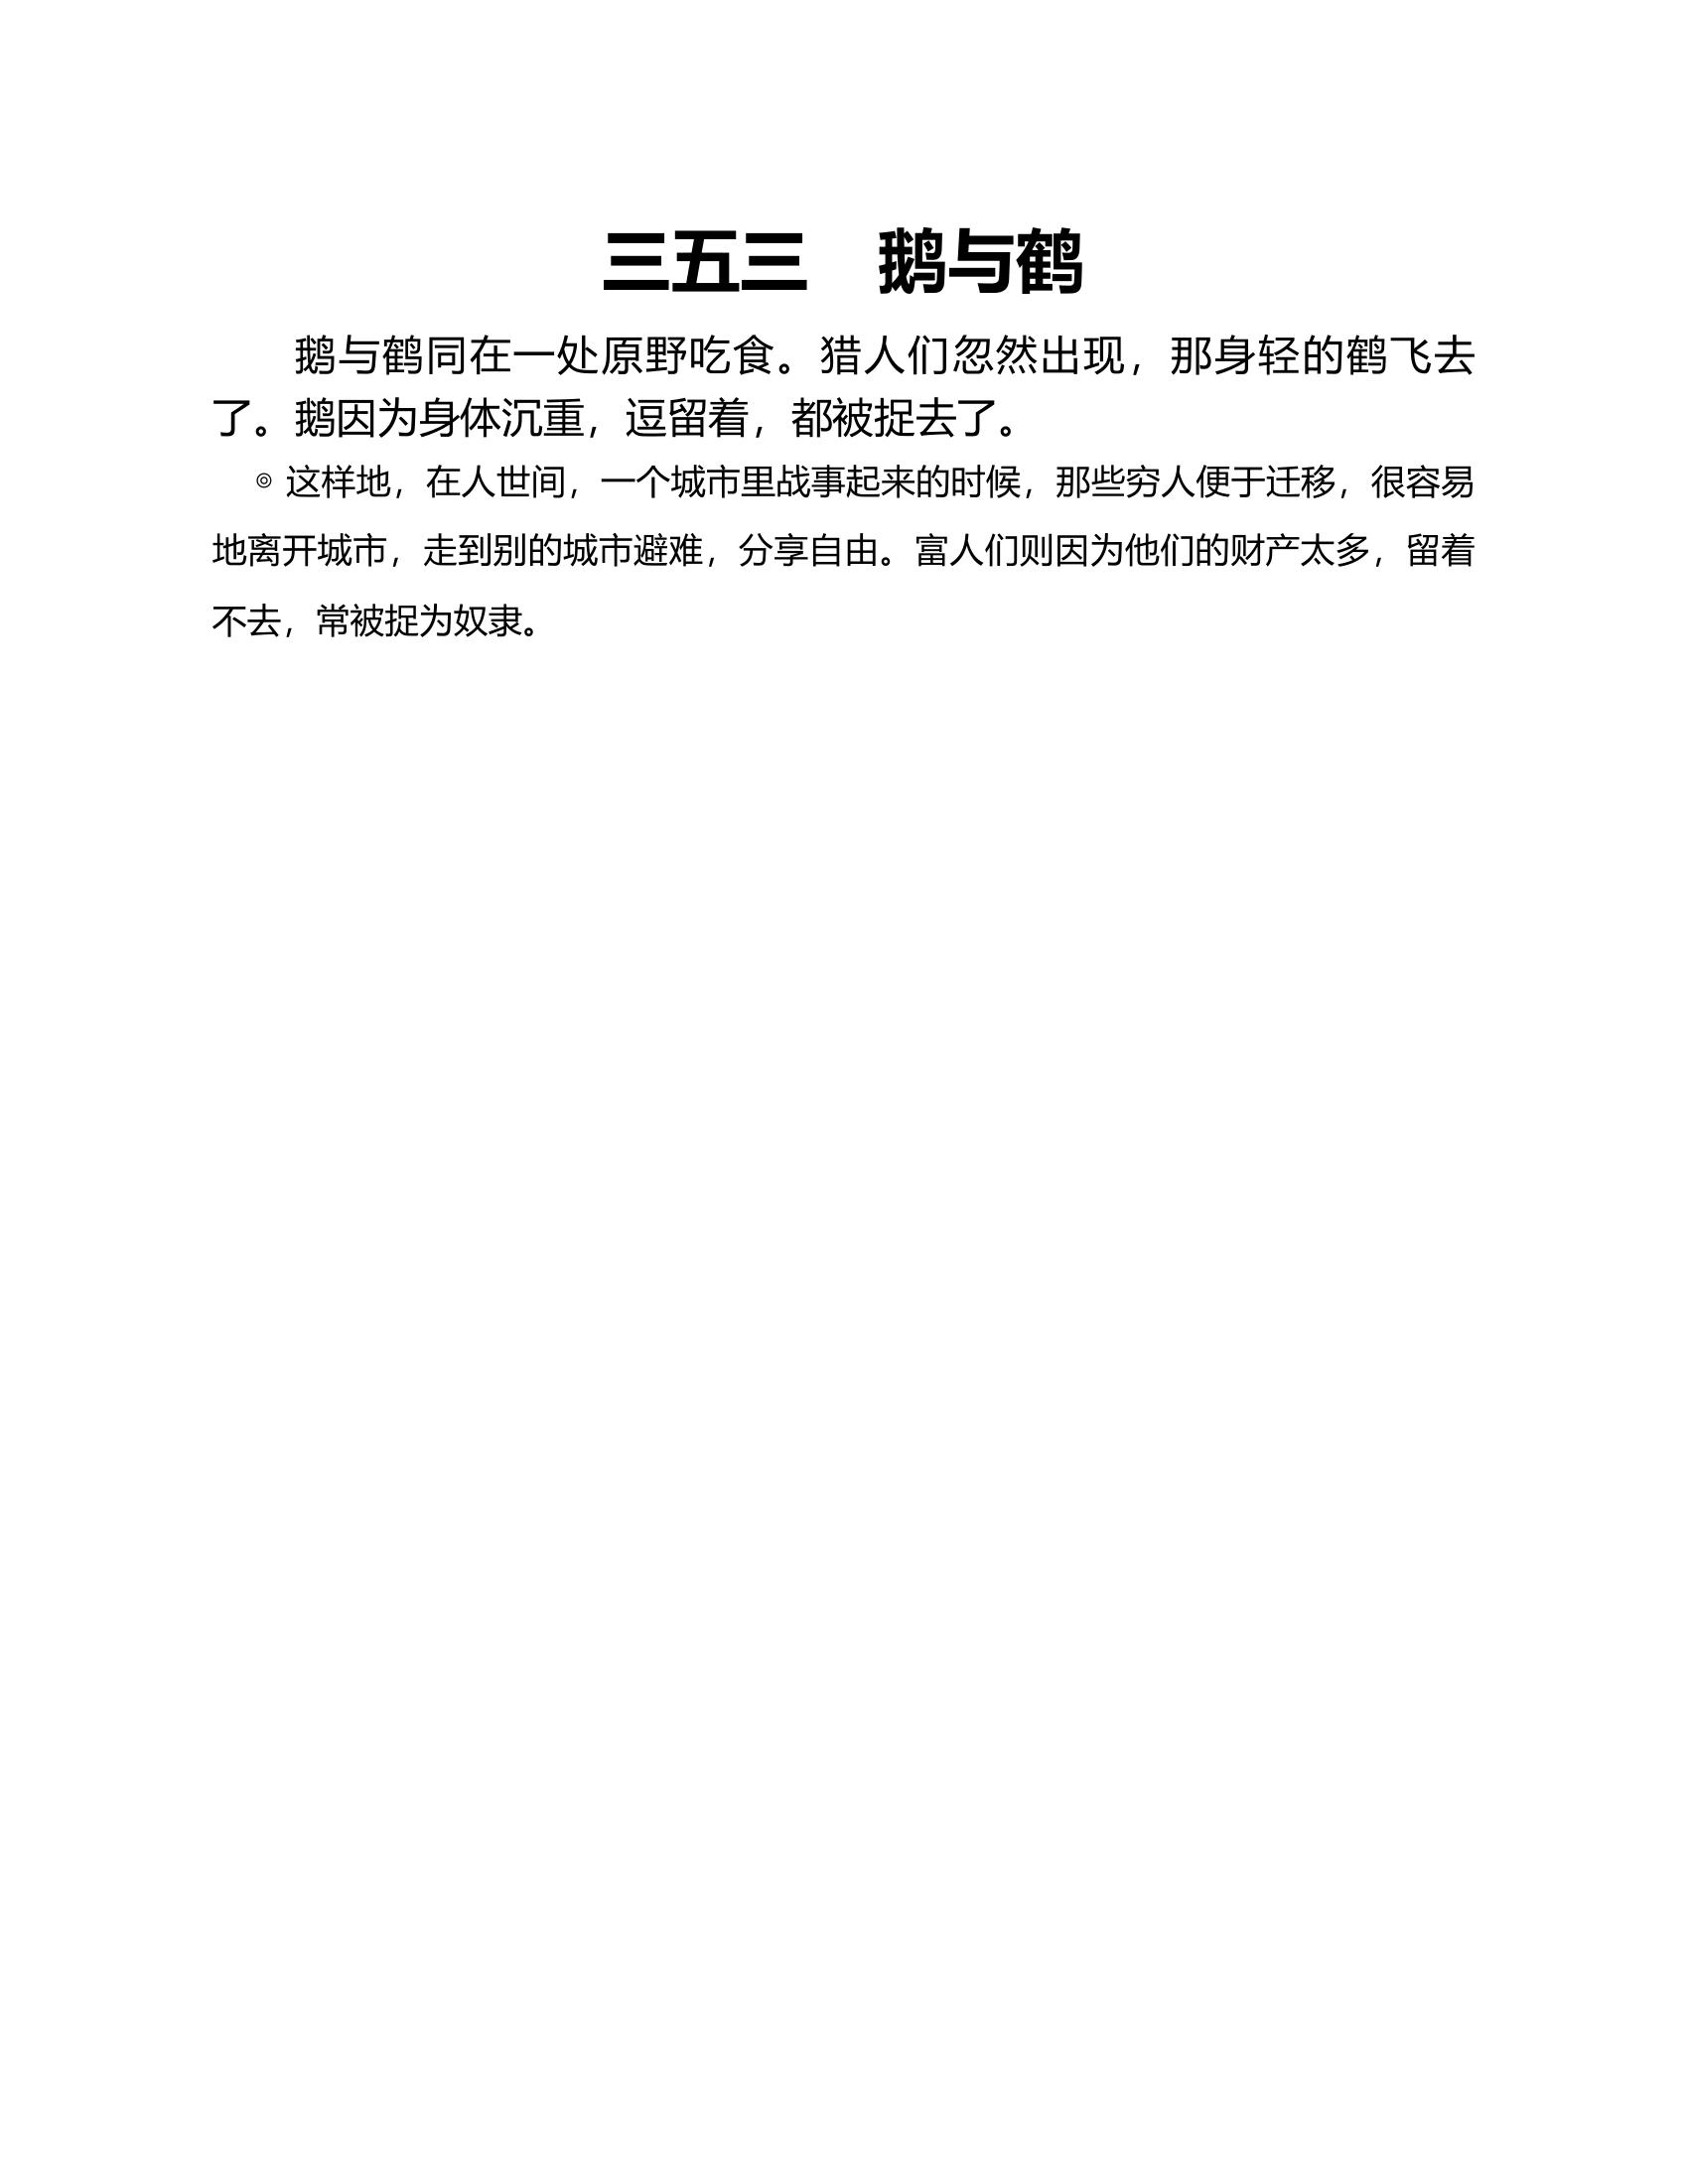 三五三　鹅与鹤
鹅与鹤同在一处原野吃食。猎人们忽然出现，那身轻的鹤飞去
了。鹅因为身体沉重，逗留着，都被捉去了。
◎ 这样地，在人世间，一个城市里战事起来的时候，那些穷人便于迁移，很容易
地离开城市，走到别的城市避难，分享自由。富人们则因为他们的财产太多，留着
不去，常被捉为奴隶。